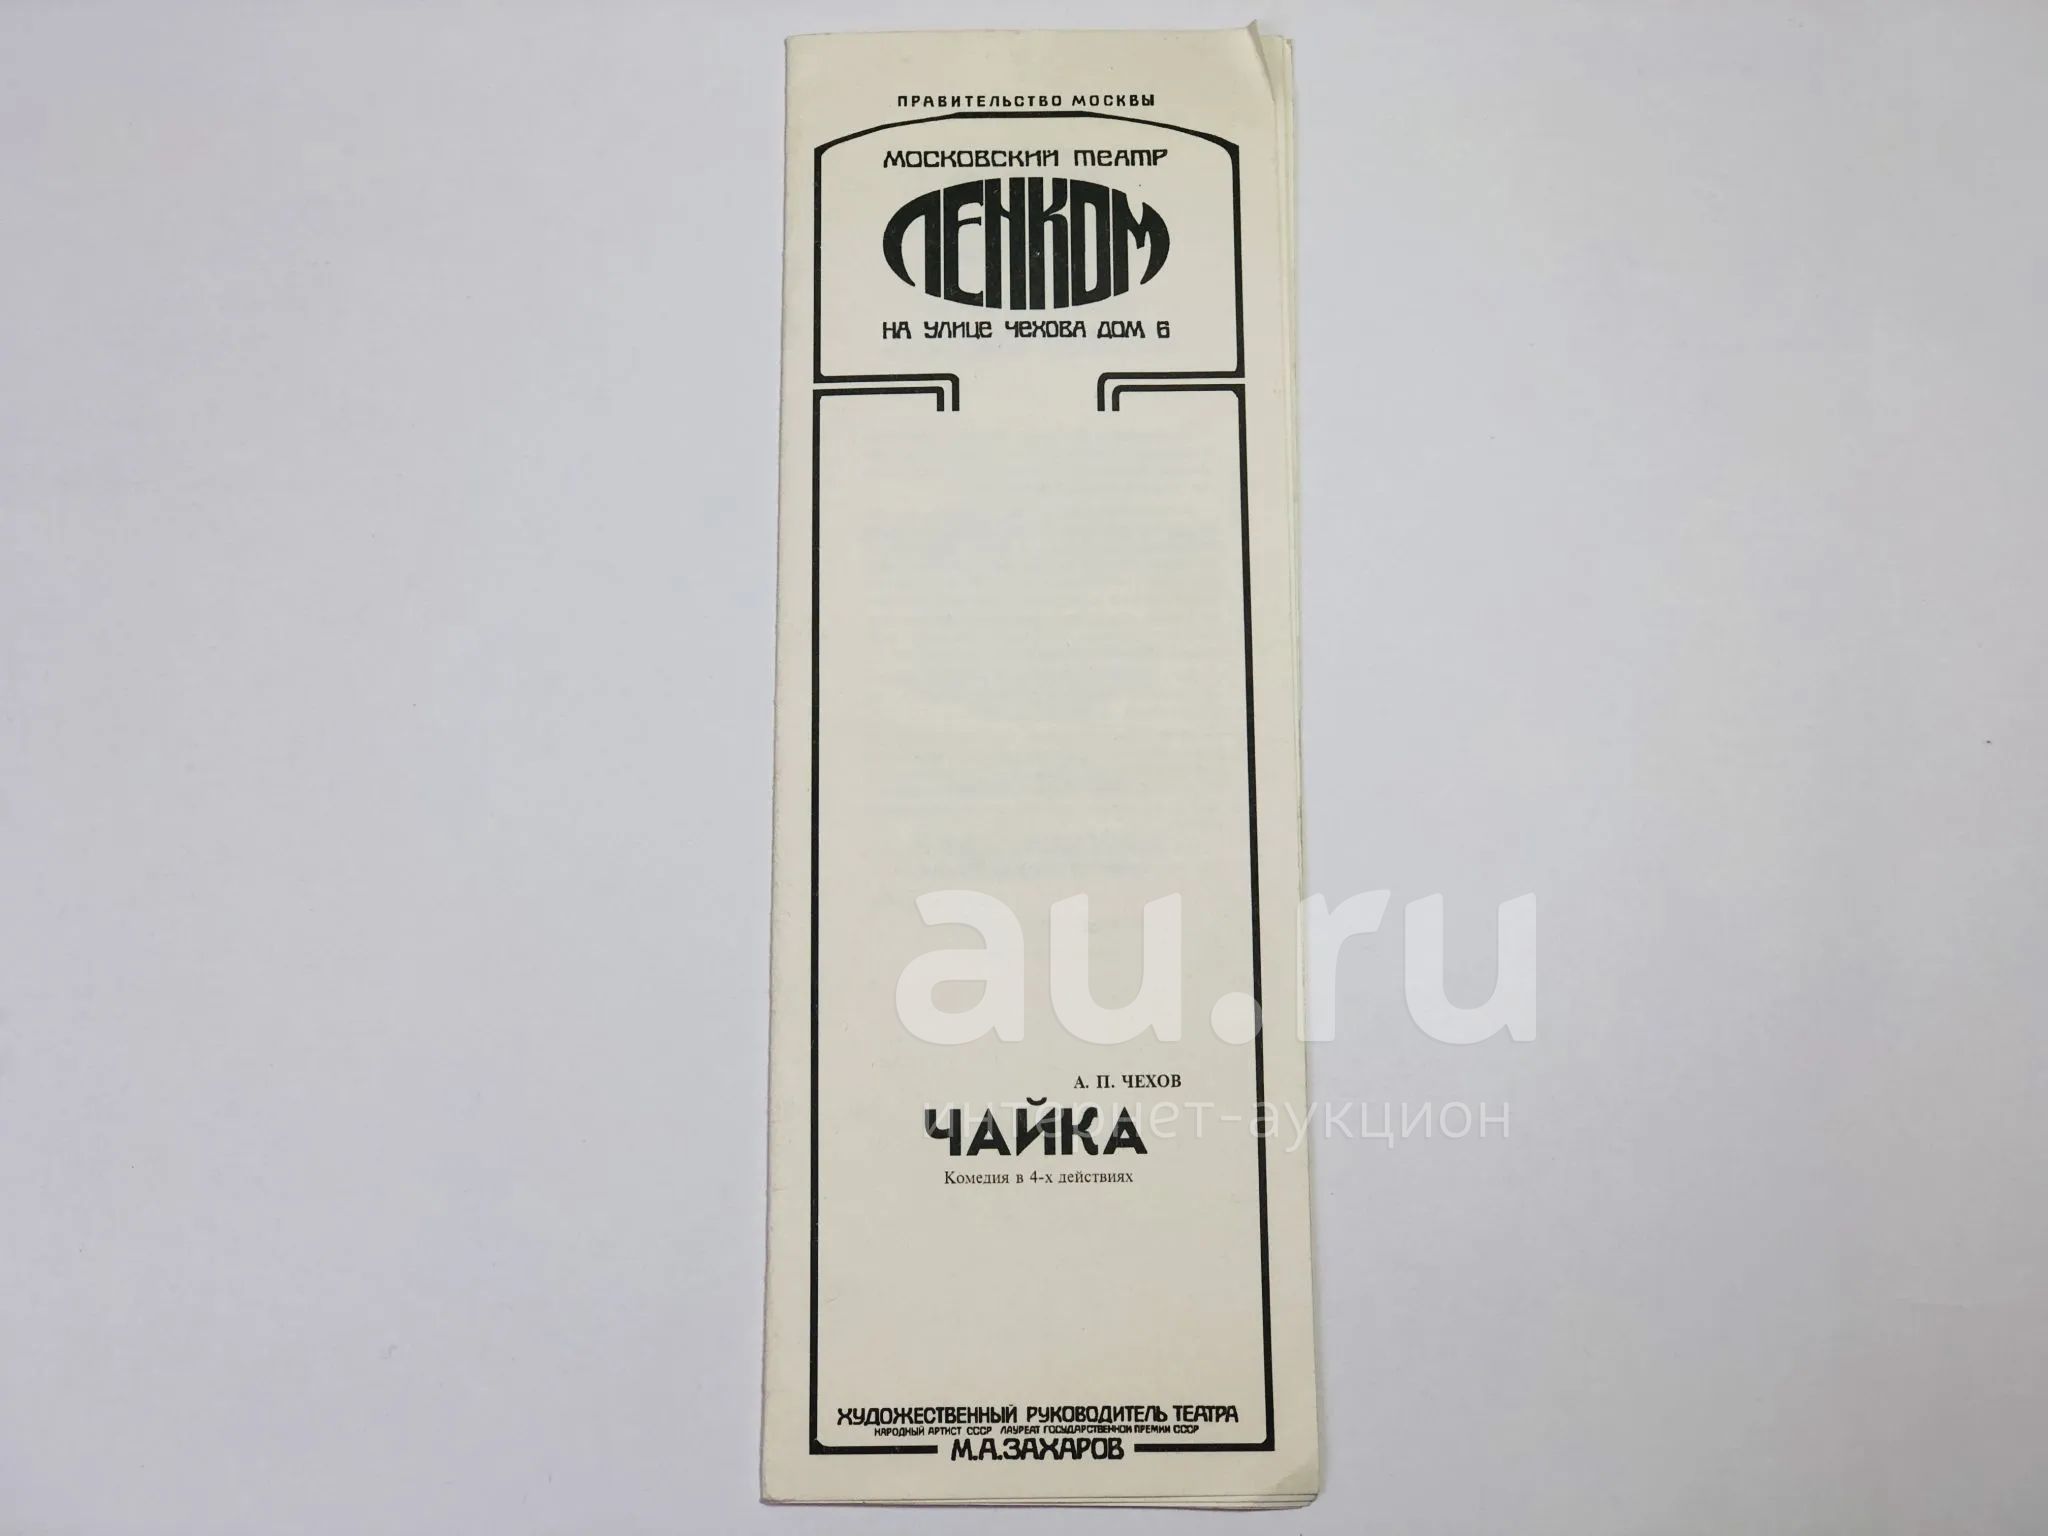 ПРАВИТЕЛЬСТВО МОСКВЫ
МОСКОВСКИЙ ТЕАТР
ЛЕНКОМ
НА УЛИЦЕ ЧЕХОВА ДОМ 6
au.ru
интернет-аукцион
А. П. ЧЕХОВ
ЧАЙКА
Комедия в 4-х действиях
ХУДОЖЕСТВЕННЫЙ РУКОВОДИТЕЛЬ ТЕАТРА
НАРОДНЫЙ АРТИСТ СССР ЛАУРЕАТ ГОСУДАРСТВЕННОЙ ПРЕМИИ СССР
М.А.ЗАХАРОВ